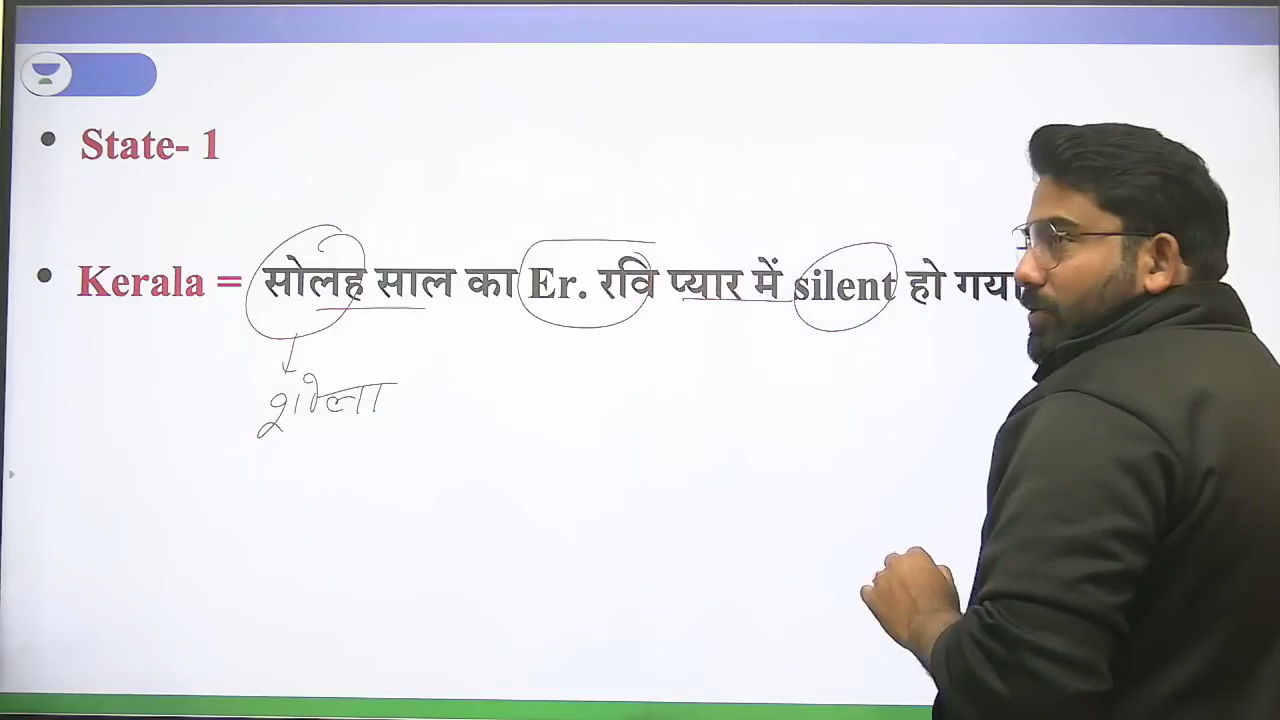 State- 1
Kerala = सोलह साल का Er. रवि प्यार में silent हो गया